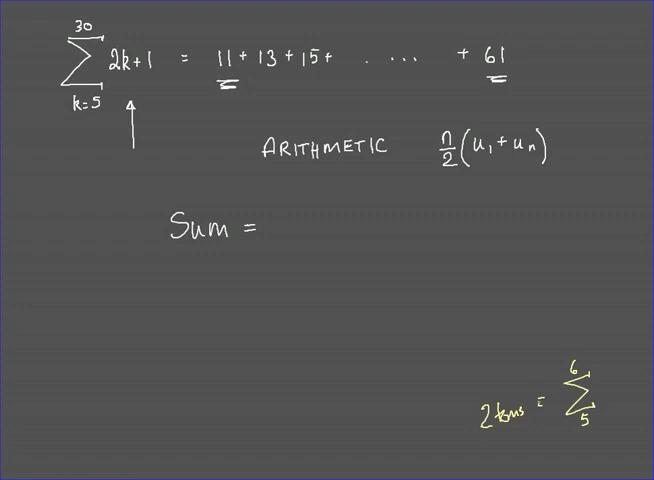 30
∑ 2k+1 = 11 + 13 + 15 + . ... + 61
k=5
ARITHMETIC n/2 (u₁ + uₙ)
Sum =
6
2 terms = ∑
5